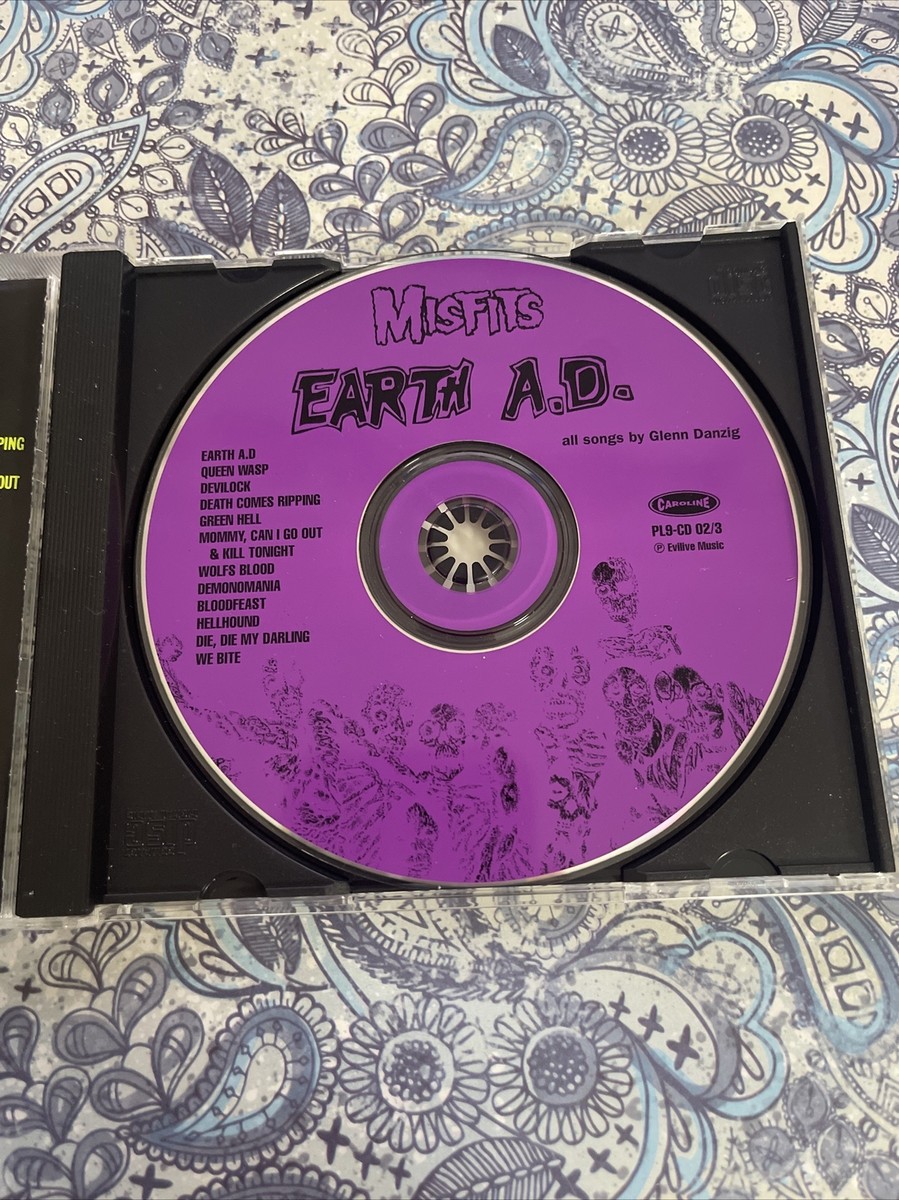 MISFITS
EARTH A.D.
all songs by Glenn Danzig
EARTH A.D
QUEEN WASP
DEVILOCK
DEATH COMES RIPPING
GREEN HELL
MOMMY, CAN I GO OUT
& KILL TONIGHT
WOLFS BLOOD
DEMONOMANIA
BLOODFEAST
HELLHOUND
DIE, DIE MY DARLING
WE BITE
CAROLINE
PL9-CD 02/3
℗ Evilive Music
PING
OUT